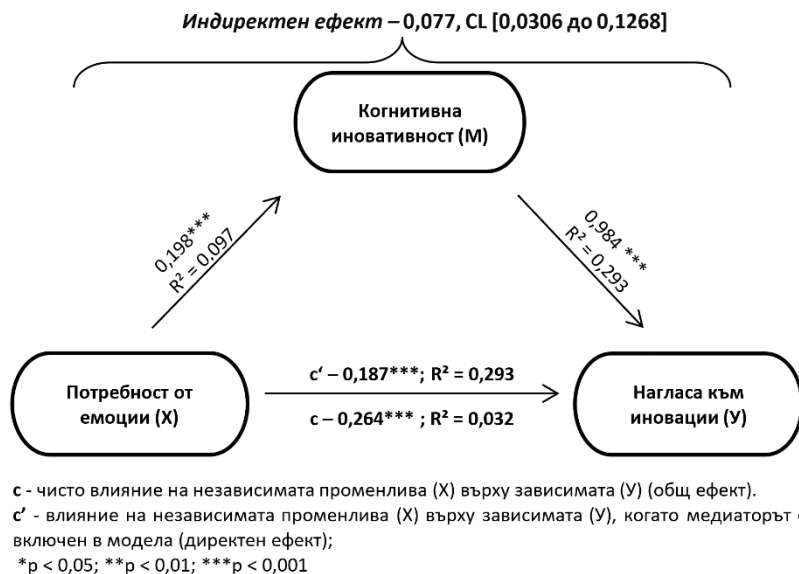 Индиректен ефект – 0,077, CL [0,0306 до 0,1268]
Когнитивна
иновативност (М)
0,198***
R² = 0,097
0,984 ***
R² = 0,293
Потребност от
емоции (Х)
c‘ – 0,187***; R² = 0,293
c – 0,264*** ; R² = 0,032
Нагласа към
иновации (У)
c - чисто влияние на независимата променлива (Х) върху зависимата (У) (общ ефект).
c’ - влияние на независимата променлива (Х) върху зависимата (У), когато медиаторът
включен в модела (директен ефект);
*p < 0,05; **p < 0,01; ***p < 0,001